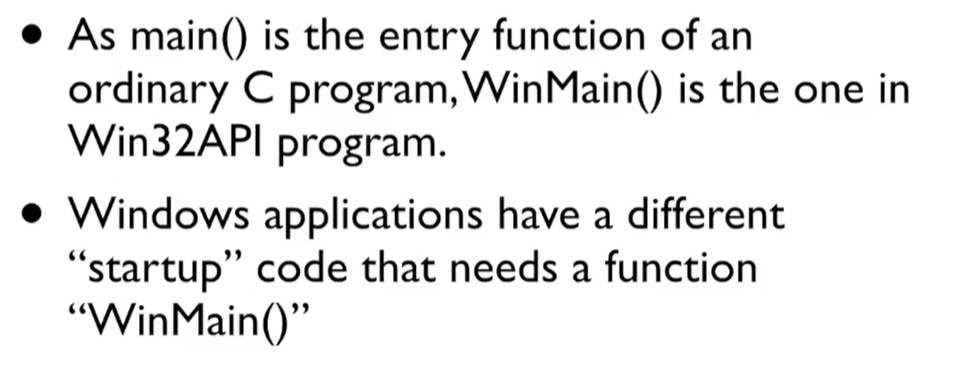 • As main() is the entry function of an
ordinary C program, WinMain() is the one in
Win32API program.
• Windows applications have a different
“startup” code that needs a function
“WinMain()”